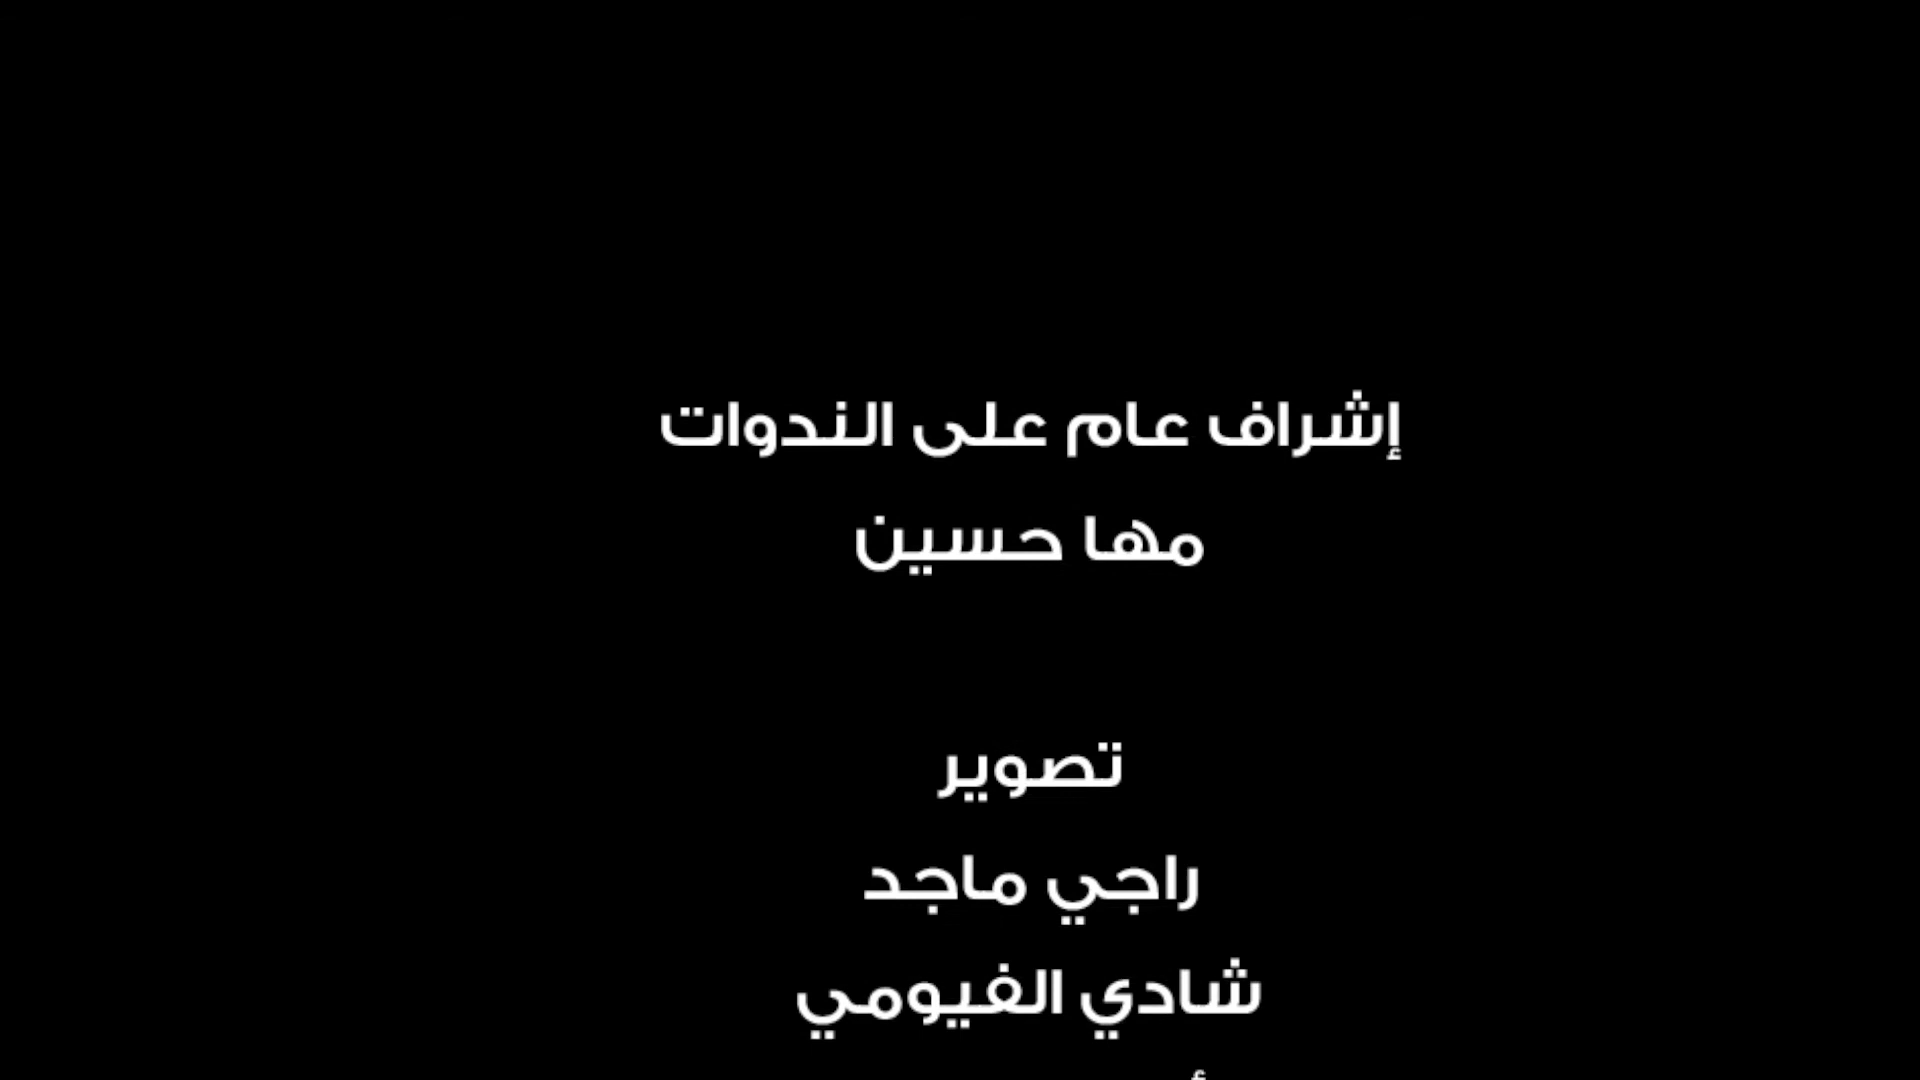 إشراف عام على الندوات
مها حسين
تصوير
راجي ماجد
شادي الفيومي